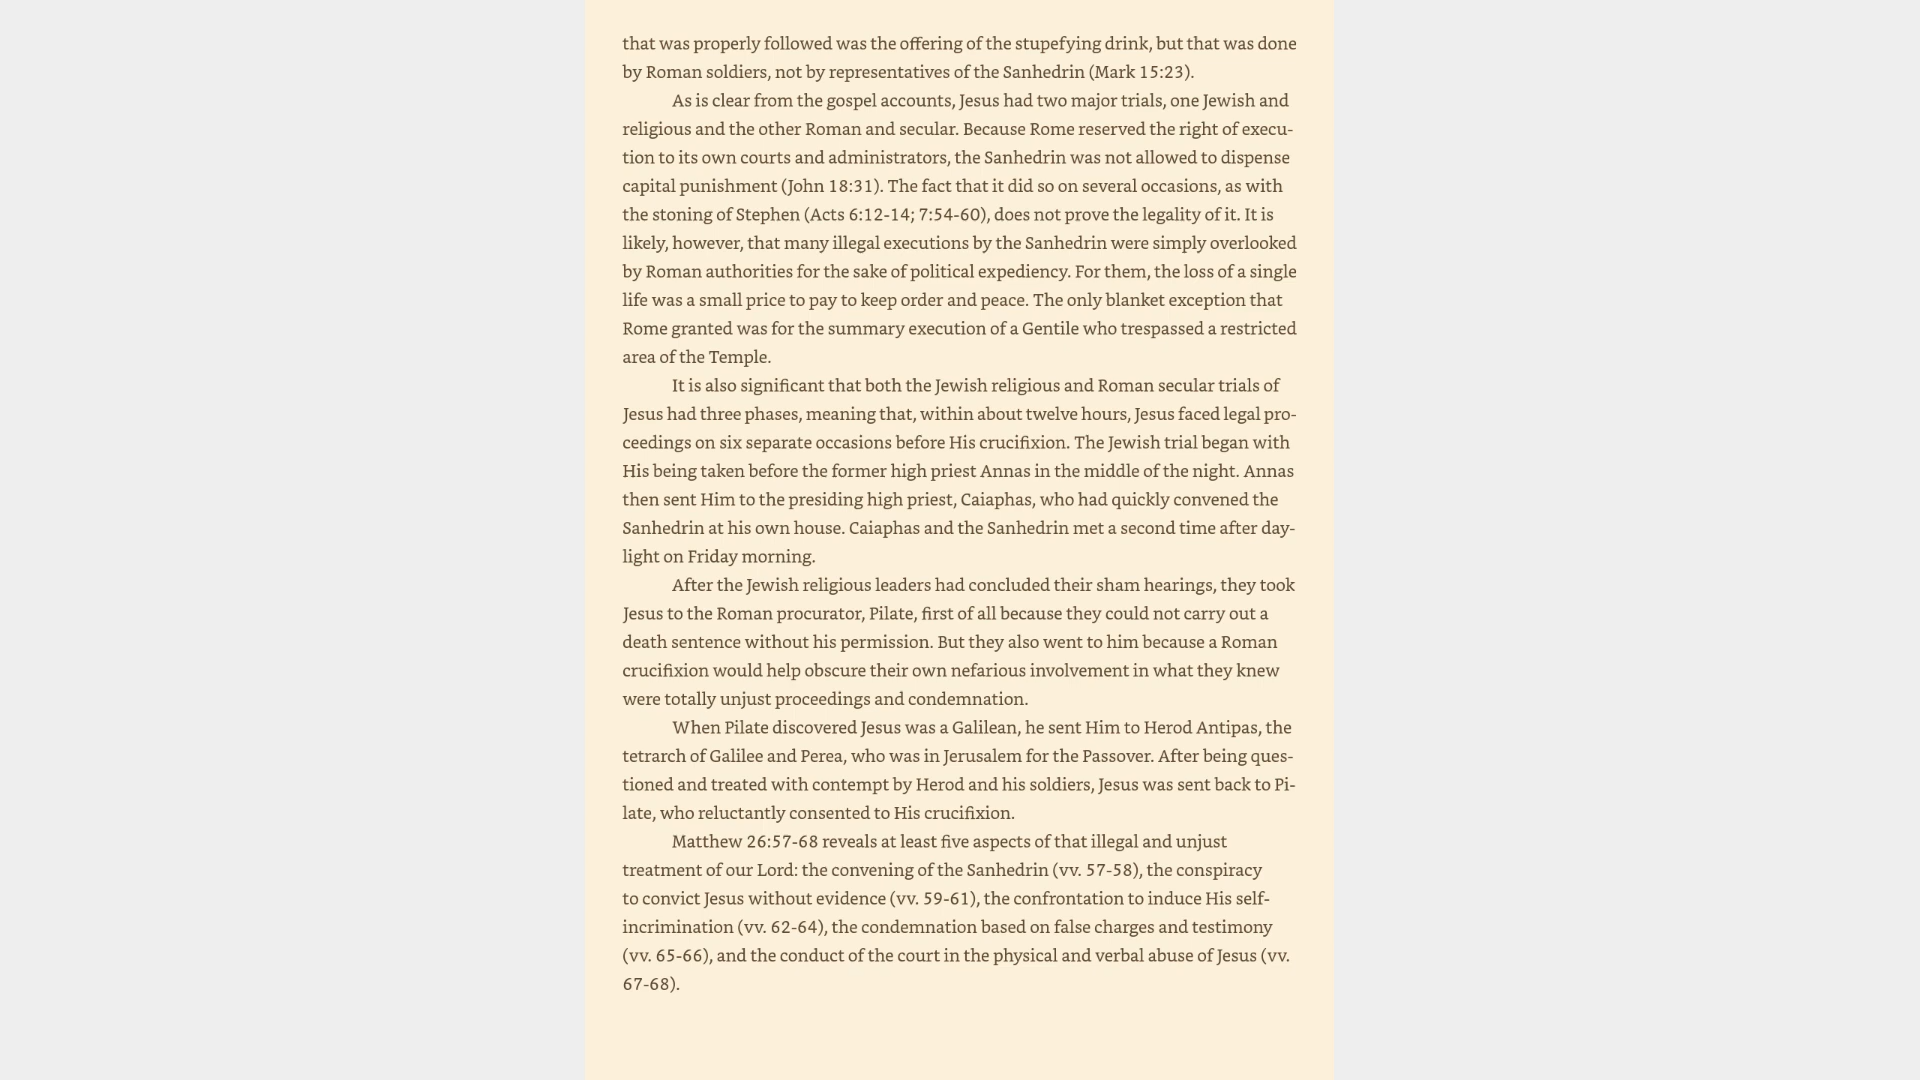 that was properly followed was the offering of the stupefying drink, but that was done
by Roman soldiers, not by representatives of the Sanhedrin (Mark 15:23).
As is clear from the gospel accounts, Jesus had two major trials, one Jewish and
religious and the other Roman and secular. Because Rome reserved the right of execu-
tion to its own courts and administrators, the Sanhedrin was not allowed to dispense
capital punishment (John 18:31). The fact that it did so on several occasions, as with
the stoning of Stephen (Acts 6:12-14; 7:54-60), does not prove the legality of it. It is
likely, however, that many illegal executions by the Sanhedrin were simply overlooked
by Roman authorities for the sake of political expediency. For them, the loss of a single
life was a small price to pay to keep order and peace. The only blanket exception that
Rome granted was for the summary execution of a Gentile who trespassed a restricted
area of the Temple.
It is also significant that both the Jewish religious and Roman secular trials of
Jesus had three phases, meaning that, within about twelve hours, Jesus faced legal pro-
ceedings on six separate occasions before His crucifixion. The Jewish trial began with
His being taken before the former high priest Annas in the middle of the night. Annas
then sent Him to the presiding high priest, Caiaphas, who had quickly convened the
Sanhedrin at his own house. Caiaphas and the Sanhedrin met a second time after day-
light on Friday morning.
After the Jewish religious leaders had concluded their sham hearings, they took
Jesus to the Roman procurator, Pilate, first of all because they could not carry out a
death sentence without his permission. But they also went to him because a Roman
crucifixion would help obscure their own nefarious involvement in what they knew
were totally unjust proceedings and condemnation.
When Pilate discovered Jesus was a Galilean, he sent Him to Herod Antipas, the
tetrarch of Galilee and Perea, who was in Jerusalem for the Passover. After being ques-
tioned and treated with contempt by Herod and his soldiers, Jesus was sent back to Pi-
late, who reluctantly consented to His crucifixion.
Matthew 26:57-68 reveals at least five aspects of that illegal and unjust
treatment of our Lord: the convening of the Sanhedrin (vv. 57-58), the conspiracy
to convict Jesus without evidence (vv. 59-61), the confrontation to induce His self-
incrimination (vv. 62-64), the condemnation based on false charges and testimony
(vv. 65-66), and the conduct of the court in the physical and verbal abuse of Jesus (vv.
67-68).